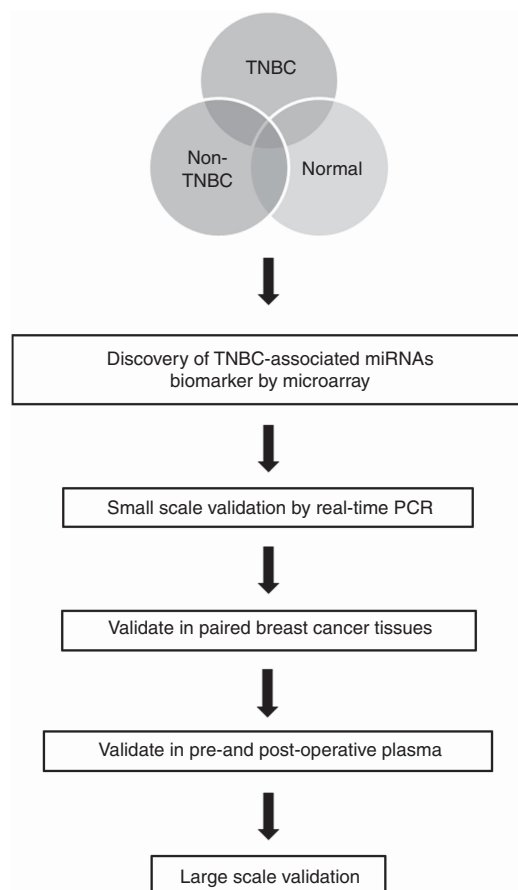 TNBC
Non-
TNBC
Normal
Discovery of TNBC-associated miRNAs
biomarker by microarray
Small scale validation by real-time PCR
Validate in paired breast cancer tissues
Validate in pre-and post-operative plasma
Large scale validation